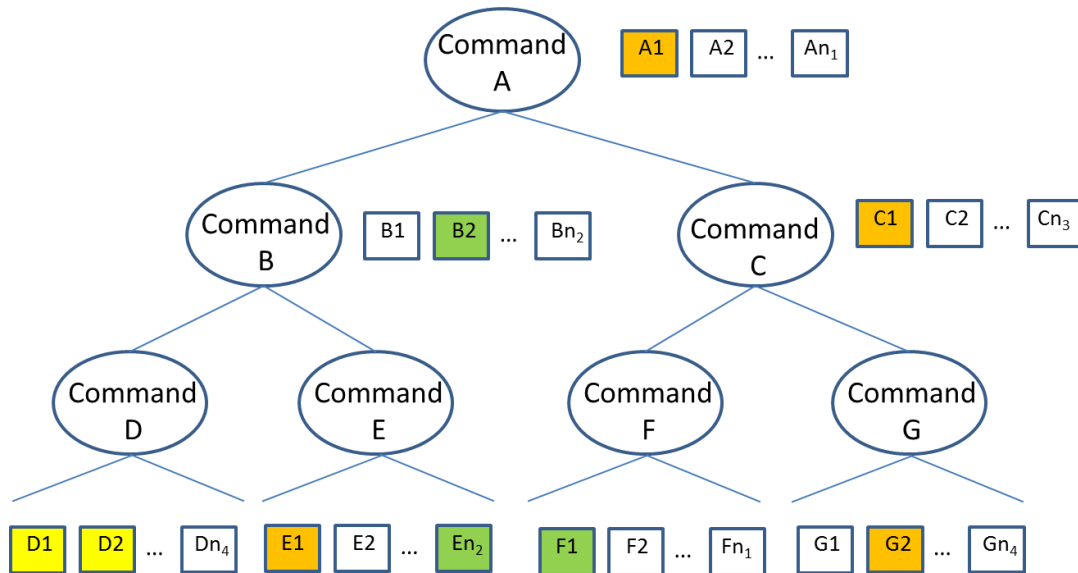 Command
A
A1 A2 ... An₁
Command
B
B1 B2 ... Bn₂
Command
C
C1 C2 ... Cn₃
Command
D
Command
E
Command
F
Command
G
D1 D2 ... Dn₄
E1 E2 ... En₂
F1 F2 ... Fn₁
G1 G2 ... Gn₄